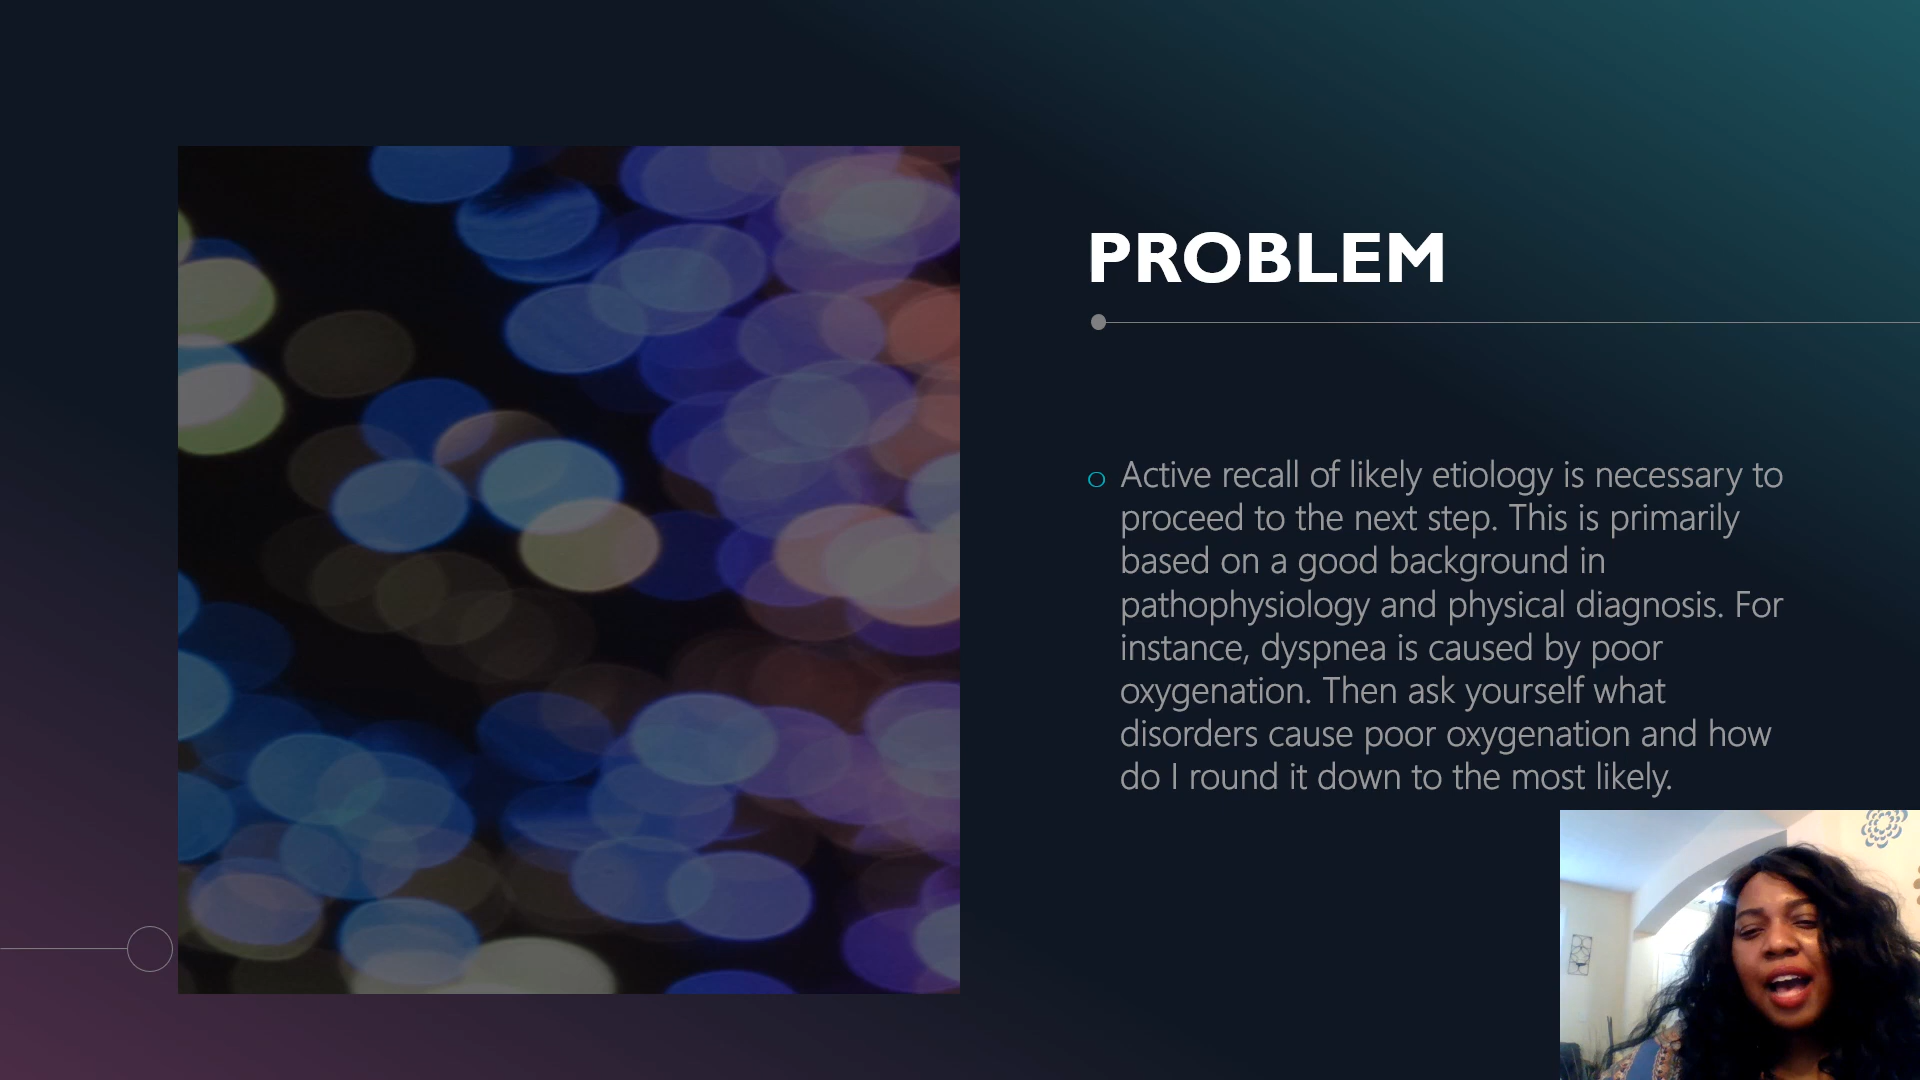 PROBLEM
Active recall of likely etiology is necessary to
proceed to the next step. This is primarily
based on a good background in
pathophysiology and physical diagnosis. For
instance, dyspnea is caused by poor
oxygenation. Then ask yourself what
disorders cause poor oxygenation and how
do I round it down to the most likely.